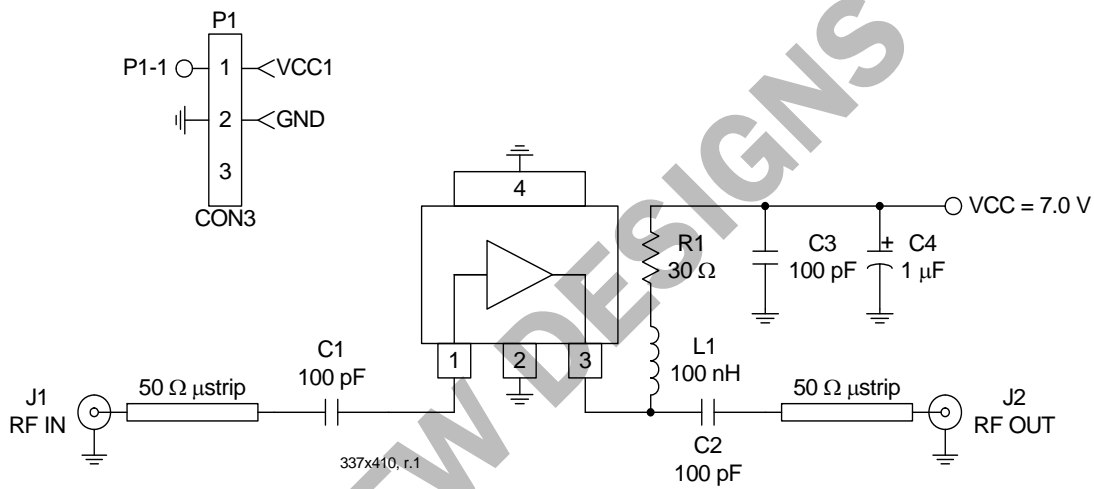 P1
P1-1
1
VCC1
2
GND
3
CON3
4
VCC = 7.0 V
R1
30 Ω
C3
100 pF
C4
+
1 μF
1
2
3
L1
100 nH
C1
100 pF
J1
RF IN
50 Ω μstrip
50 Ω μstrip
J2
RF OUT
C2
100 pF
337x410, r.1
EW DESIGNS